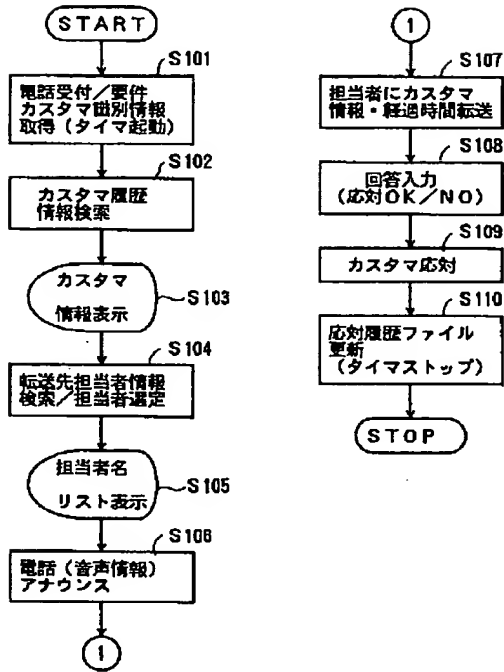 START
S101
電話受付／要件
カスタマ識別情報
取得（タイマ起動）
S102
カスタマ履歴
情報検索
カスタマ
情報表示
S103
S104
転送先担当者情報
検索／担当者選定
担当者名
リスト表示
S105
S106
電話（音声情報）
アナウンス
1
1
S107
担当者にカスタマ
情報・経過時間転送
S108
回答入力
（応対OK／NO）
S109
カスタマ応対
S110
応対履歴ファイル
更新
（タイマストップ）
STOP